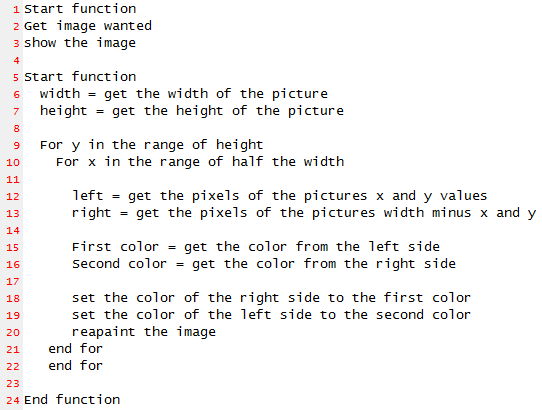 1 Start function
2 Get image wanted
3 show the image
4
5 Start function
6 width = get the width of the picture
7 height = get the height of the picture
8
9 For y in the range of height
10 For x in the range of half the width
11
12 left = get the pixels of the pictures x and y values
13 right = get the pixels of the pictures width minus x and y
14
15 First color = get the color from the left side
16 Second color = get the color from the right side
17
18 set the color of the right side to the first color
19 set the color of the left side to the second color
20 reapaint the image
21 end for
22 end for
23
24 End function